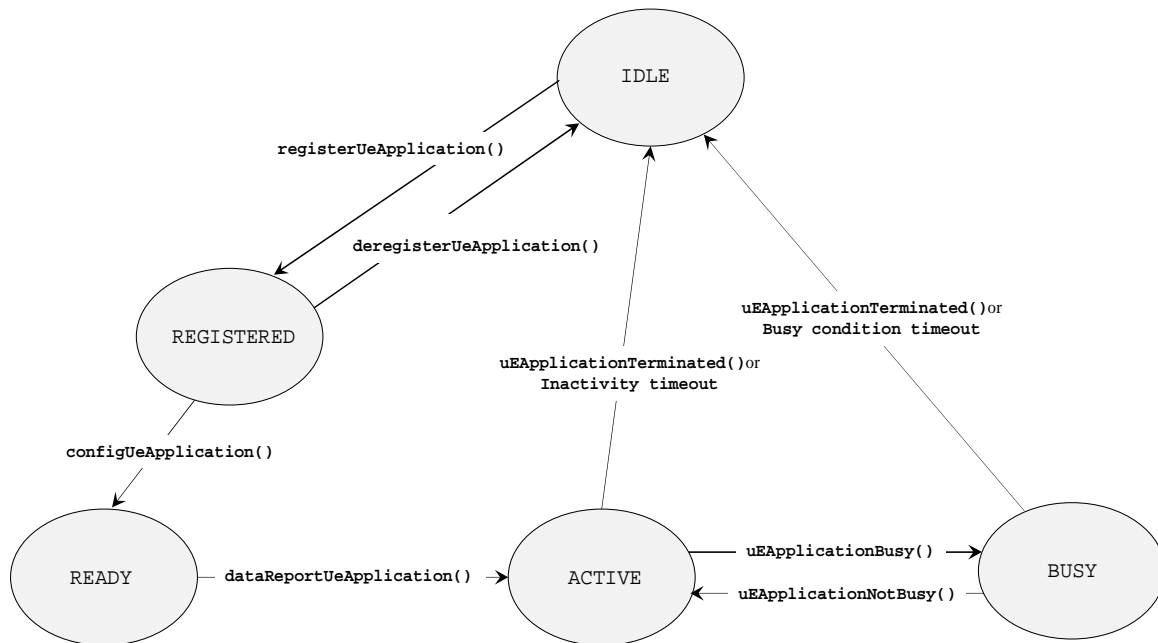 IDLE
registerUeApplication()
deregisterUeApplication()
uEApplicationTerminated()or
Busy condition timeout
REGISTERED
uEApplicationTerminated()or
Inactivity timeout
configUeApplication()
uEApplicationBusy()
READY
dataReportUeApplication()
ACTIVE
BUSY
uEApplicationNotBusy()